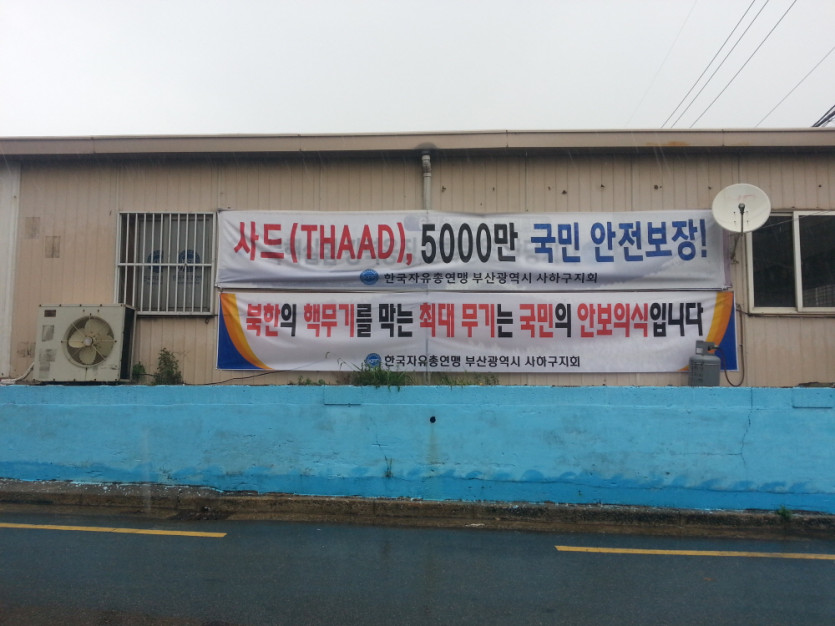 사드(THAAD), 5000만 국민 안전보장!
한국자유총연맹 부산광역시 사하구지회
북한의 핵무기를 막는 최대 무기는 국민의 안보의식입니다
한국자유총연맹 부산광역시 사하구지회